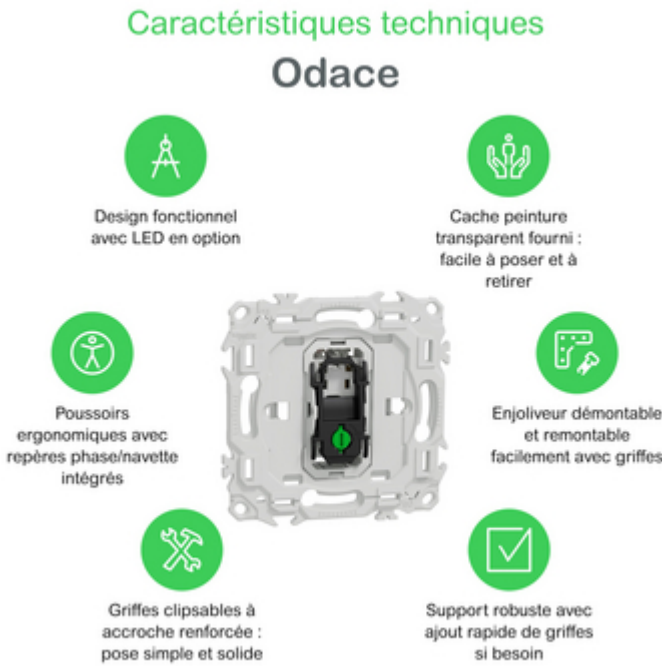 Caractéristiques techniques
Odace
Design fonctionnel
avec LED en option
Cache peinture
transparent fourni :
facile à poser et à
retirer
Poussoirs
ergonomiques avec
repères phase/navette
intégrés
Enjoliveur démontable
et remontable
facilement avec griffes
Griffes clipsables à
accroche renforcée :
pose simple et solide
Support robuste avec
ajout rapide de griffes
si besoin